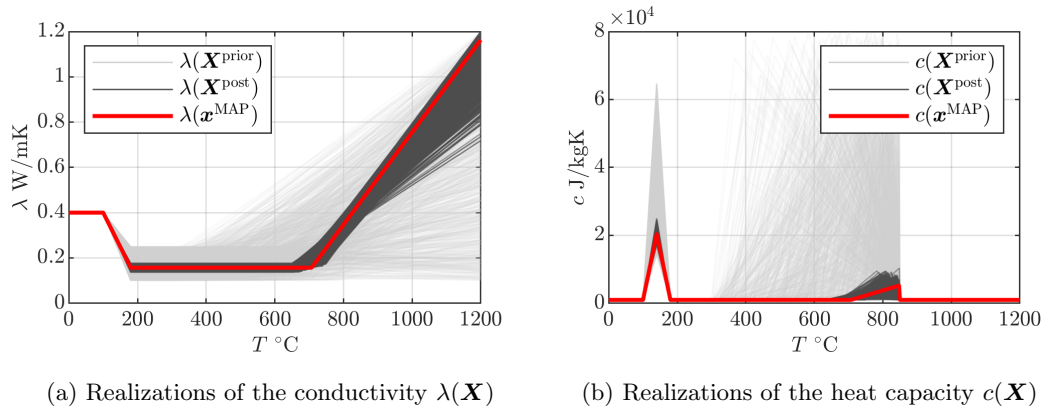 1.2
1
0.8
0.6
0.4
0.2
0
λ W/mK
λ(X^prior)
λ(X^post)
λ(x^MAP)
0 200 400 600 800 1000 1200
T °C
(a) Realizations of the conductivity λ(X)
×10^4
8
6
4
2
0
c J/kgK
c(X^prior)
c(X^post)
c(x^MAP)
0 200 400 600 800 1000 1200
T °C
(b) Realizations of the heat capacity c(X)